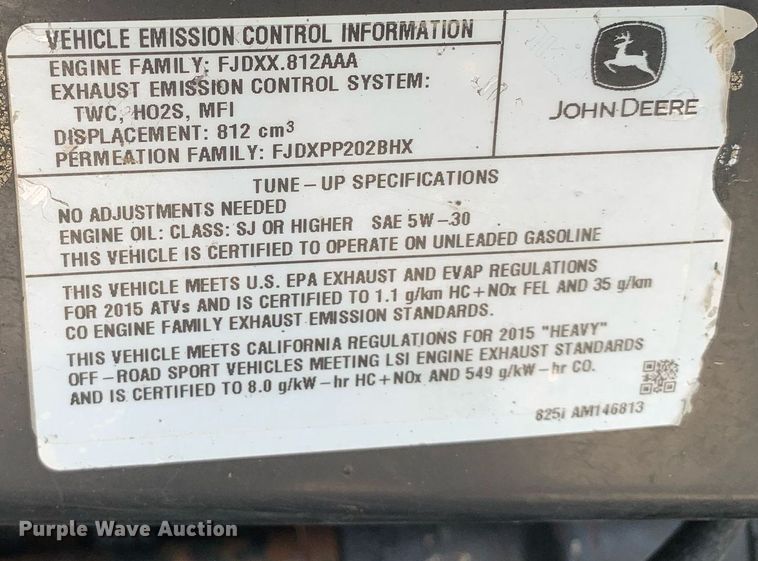 VEHICLE EMISSION CONTROL INFORMATION
ENGINE FAMILY: FJDXX.812AAA
EXHAUST EMISSION CONTROL SYSTEM:
TWC, HO2S, MFI
DISPLACEMENT: 812 cm³
PERMEATION FAMILY: FJDXPP202BHX
JOHN DEERE
TUNE-UP SPECIFICATIONS
NO ADJUSTMENTS NEEDED
ENGINE OIL: CLASS: SJ OR HIGHER SAE 5W-30
THIS VEHICLE IS CERTIFIED TO OPERATE ON UNLEADED GASOLINE
THIS VEHICLE MEETS U.S. EPA EXHAUST AND EVAP REGULATIONS
FOR 2015 ATVs AND IS CERTIFIED TO 1.1 g/km HC+NOx FEL AND 35 g/km
CO ENGINE FAMILY EXHAUST EMISSION STANDARDS.
THIS VEHICLE MEETS CALIFORNIA REGULATIONS FOR 2015 "HEAVY"
OFF-ROAD SPORT VEHICLES MEETING LSI ENGINE EXHAUST STANDARDS
AND IS CERTIFIED TO 8.0 g/kW-hr HC+NOx AND 549 g/kW-hr CO.
825i AM146813
Purple Wave Auction